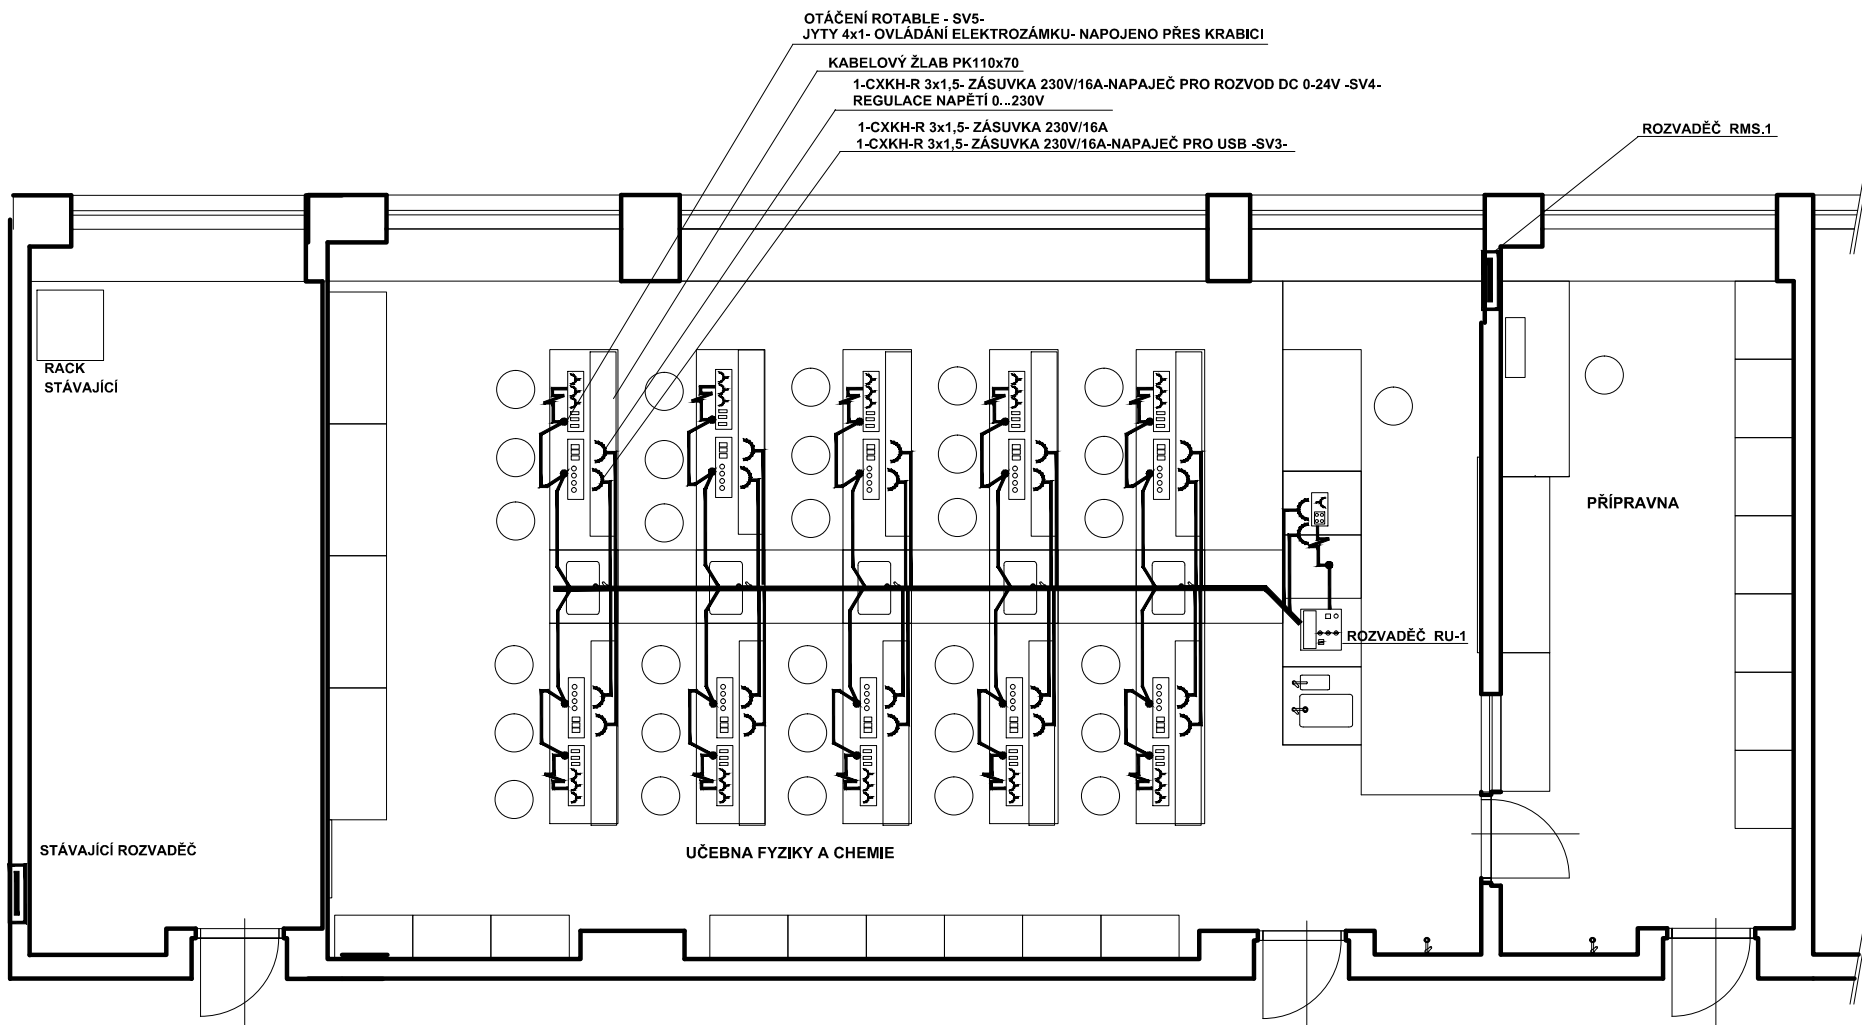 OTÁČENÍ ROTABLE - SV5-
JYTY 4x1- OVLÁDÁNÍ ELEKTROZÁMKU- NAPOJENO PŘES KRABICI
KABELOVÝ ŽLAB PK110x70
1-CXKH-R 3x1,5- ZÁSUVKA 230V/16A-NAPAJEČ PRO ROZVOD DC 0-24V -SV4-
REGULACE NAPĚTÍ 0...230V
1-CXKH-R 3x1,5- ZÁSUVKA 230V/16A
1-CXKH-R 3x1,5- ZÁSUVKA 230V/16A-NAPAJEČ PRO USB -SV3-
ROZVADĚČ RMS.1
RACK
STÁVAJÍCÍ
PŘÍPRAVNA
ROZVADĚČ RU-1
STÁVAJÍCÍ ROZVADĚČ
UČEBNA FYZIKY A CHEMIE